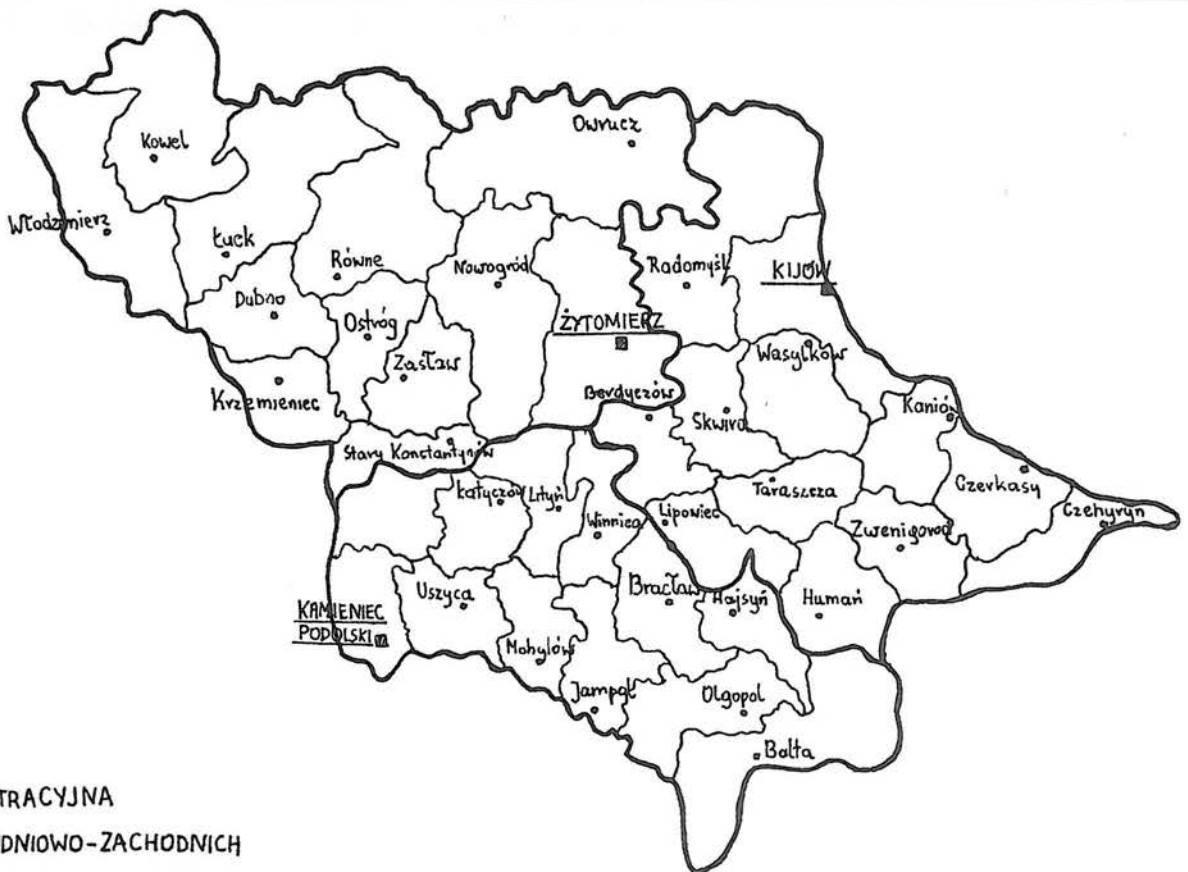 Owrucz
Kowel
Włodzimierz
Łuck
Równe
Nowogród
Radomyśl
KIJÓW
Dubno
Ostróg
ŻYTOMIERZ
Zasław
Wasylków
Krzemieniec
Berdyczów
Skwira
Kanió
Stary Konstantynów
Łatyczów
Lityń
Winnica
Lipowiec
Taraszcza
Czerkasy
Czehyryn
Zwenigorod
Uszyca
Bracław
Hajsyń
Humań
KAMIENIEC
PODOLSKI
Mohylów
Jampol
Olgopol
Bałta
TRACYJNA
DNIOWO-ZACHODNICH